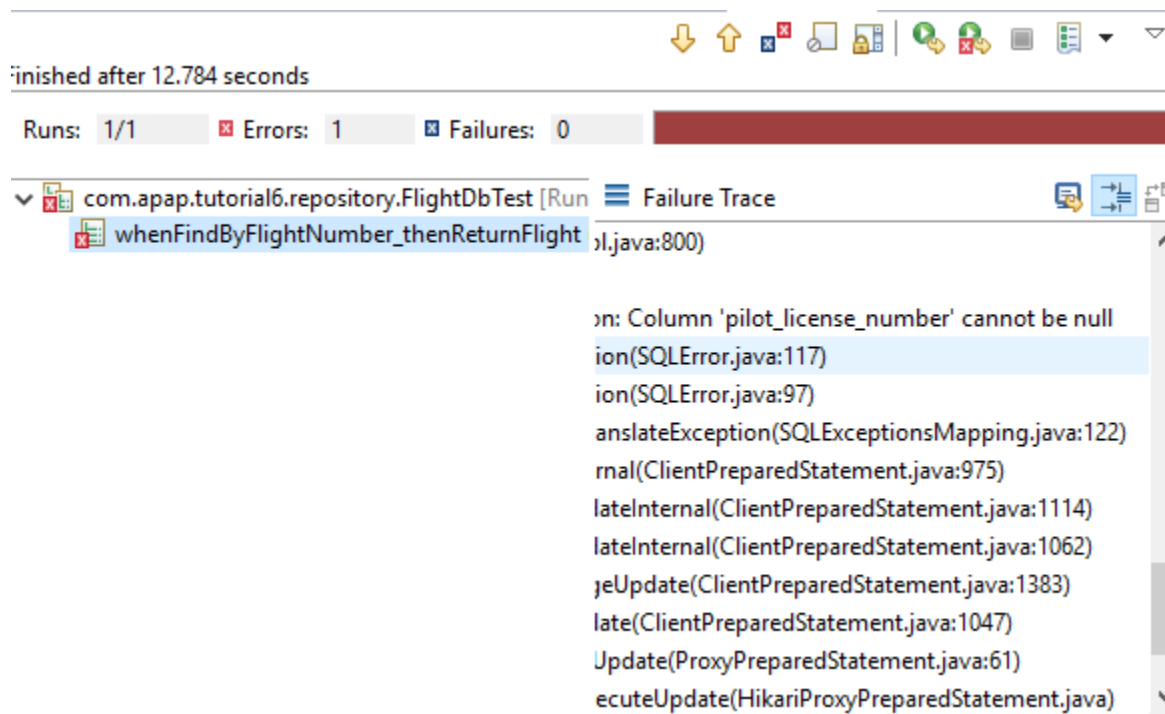 Finished after 12.784 seconds
Runs: 1/1 Errors: 1 Failures: 0
com.apap.tutorial6.repository.FlightDbTest [Run
whenFindByFlightNumber_thenReturnFlight
Failure Trace
ol.java:800)
on: Column 'pilot_license_number' cannot be null
ion(SQLError.java:117)
ion(SQLError.java:97)
anslateException(SQLExceptionsMapping.java:122)
rnal(ClientPreparedStatement.java:975)
dateInternal(ClientPreparedStatement.java:1114)
dateInternal(ClientPreparedStatement.java:1062)
geUpdate(ClientPreparedStatement.java:1383)
date(ClientPreparedStatement.java:1047)
Update(ProxyPreparedStatement.java:61)
ecuteUpdate(HikariProxyPreparedStatement.java)